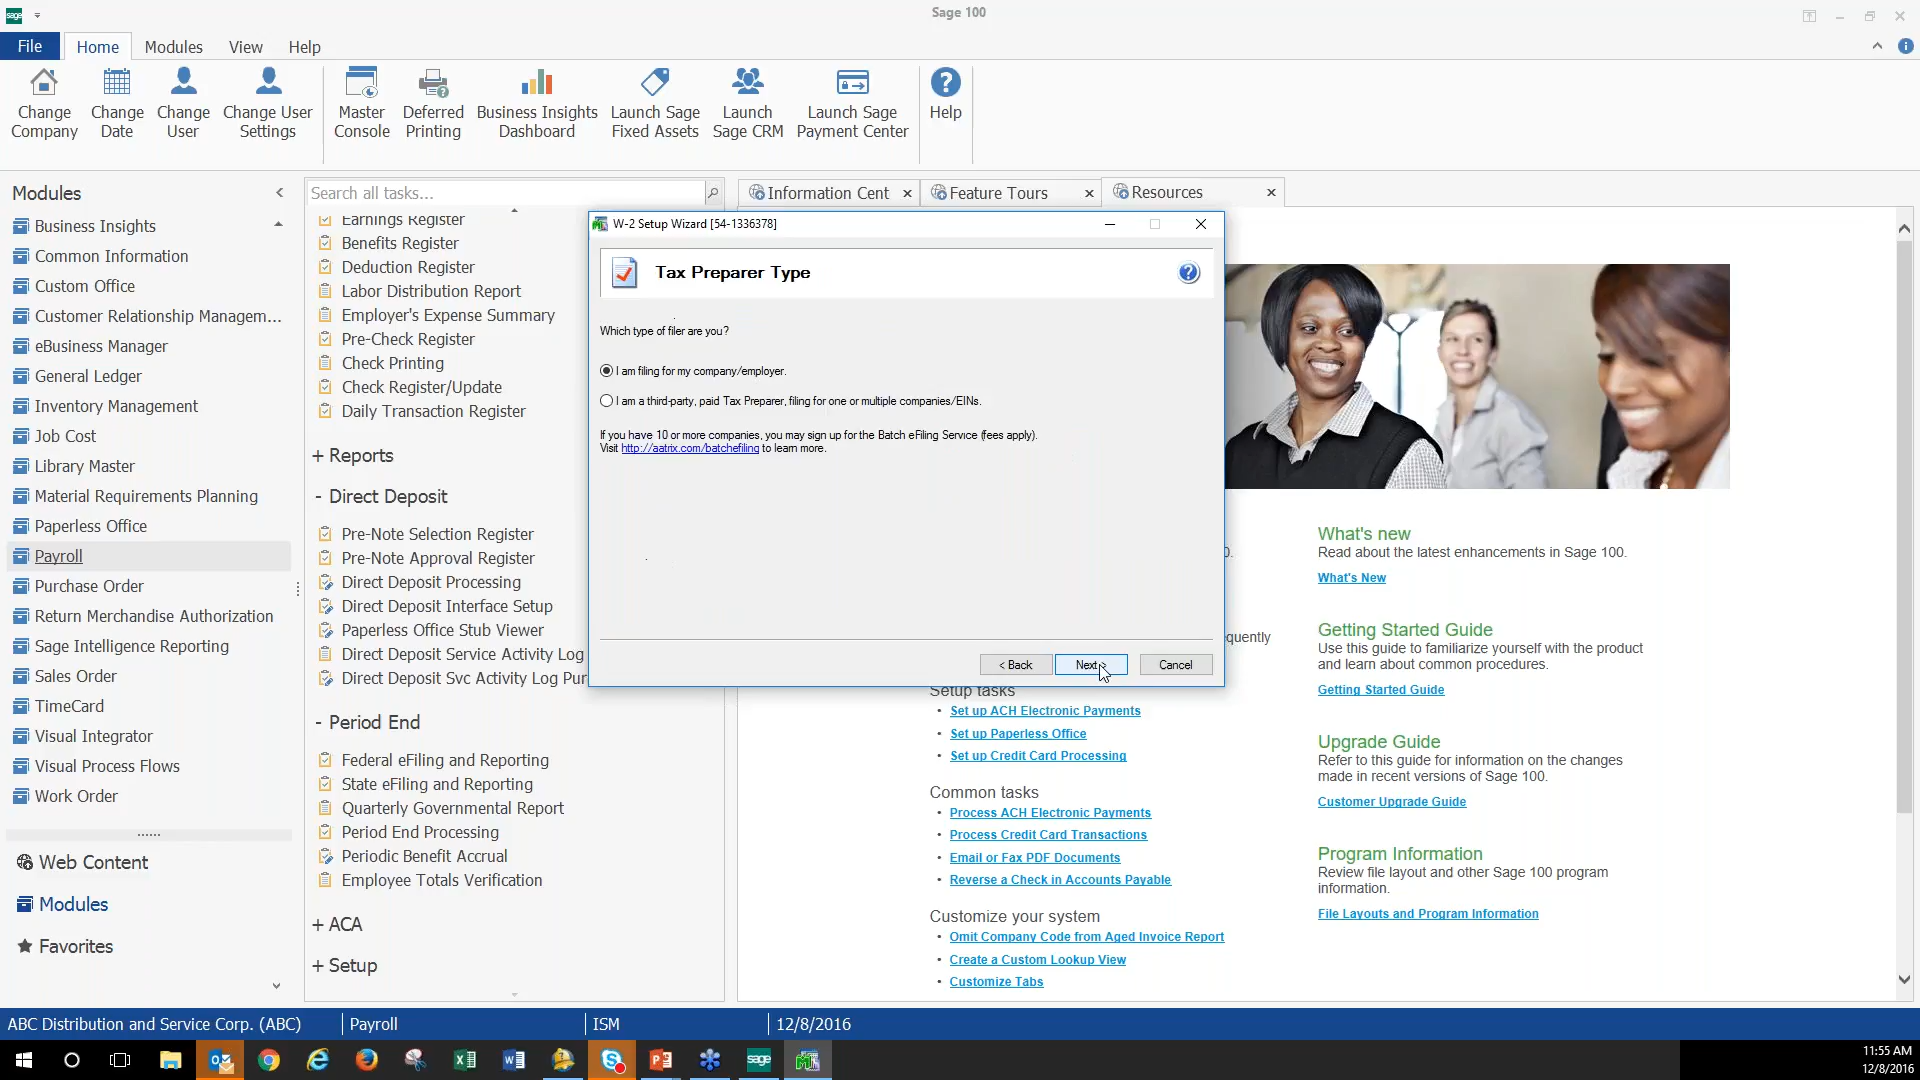 sage
Sage 100
File
Home
Modules
View
Help
Change
Company
Change
Date
Change
User
Change User
Settings
Master
Console
Deferred
Printing
Business Insights
Dashboard
Launch Sage
Fixed Assets
Launch
Sage CRM
Launch Sage
Payment Center
Help
Modules
Business Insights
Common Information
Custom Office
Customer Relationship Managem...
eBusiness Manager
General Ledger
Inventory Management
Job Cost
Library Master
Material Requirements Planning
Paperless Office
Payroll
Purchase Order
Return Merchandise Authorization
Sage Intelligence Reporting
Sales Order
TimeCard
Visual Integrator
Visual Process Flows
Work Order
Web Content
Modules
Favorites
Search all tasks...
Earnings Register
Benefits Register
Deduction Register
Labor Distribution Report
Employer's Expense Summary
Pre-Check Register
Check Printing
Check Register/Update
Daily Transaction Register
+ Reports
- Direct Deposit
Pre-Note Selection Register
Pre-Note Approval Register
Direct Deposit Processing
Direct Deposit Interface Setup
Paperless Office Stub Viewer
Direct Deposit Service Activity Log
Direct Deposit Svc Activity Log Pur
- Period End
Federal eFiling and Reporting
State eFiling and Reporting
Quarterly Governmental Report
Period End Processing
Periodic Benefit Accrual
Employee Totals Verification
+ ACA
+ Setup
Information Cent
Feature Tours
Resources
W-2 Setup Wizard [54-1336378]
Tax Preparer Type
Which type of filer are you?
I am filing for my company/employer.
I am a third-party, paid Tax Preparer, filing for one or multiple companies/EINs.
If you have 10 or more companies, you may sign up for the Batch eFiling Service (fees apply).
Visit http://aatrix.com/batchefiling to learn more.
< Back
Next >
Cancel
quently
Setup tasks
• Set up ACH Electronic Payments
• Set up Paperless Office
• Set up Credit Card Processing
Common tasks
• Process ACH Electronic Payments
• Process Credit Card Transactions
• Email or Fax PDF Documents
• Reverse a Check in Accounts Payable
Customize your system
• Omit Company Code from Aged Invoice Report
• Create a Custom Lookup View
• Customize Tabs
What's new
Read about the latest enhancements in Sage 100.
What's New
Getting Started Guide
Use this guide to familiarize yourself with the product
and learn about common procedures.
Getting Started Guide
Upgrade Guide
Refer to this guide for information on the changes
made in recent versions of Sage 100.
Customer Upgrade Guide
Program Information
Review file layout and other Sage 100 program
information.
File Layouts and Program Information
ABC Distribution and Service Corp. (ABC)
Payroll
ISM
12/8/2016
sage
11:55 AM
12/8/2016